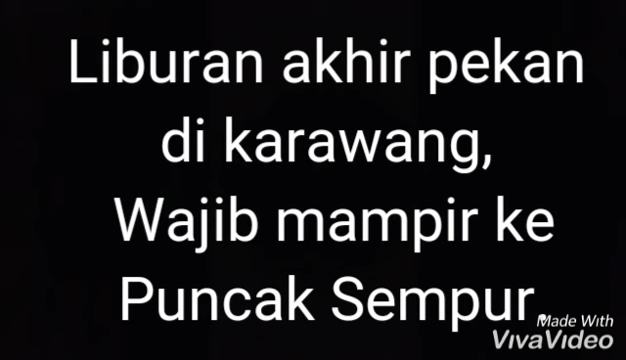 Liburan akhir pekan
di karawang,
Wajib mampir ke
Puncak Sempur.
Made With
VivaVideo